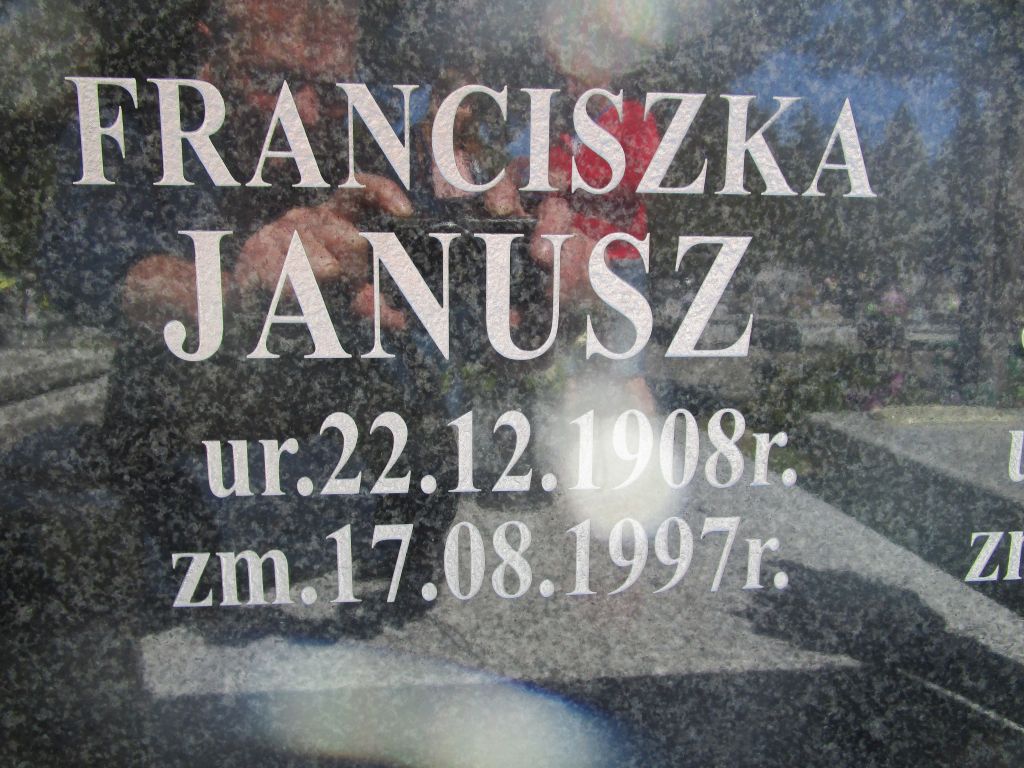 FRANCISZKA
JANUSZ
ur.22.12.1908r.
zm.17.08.1997r.